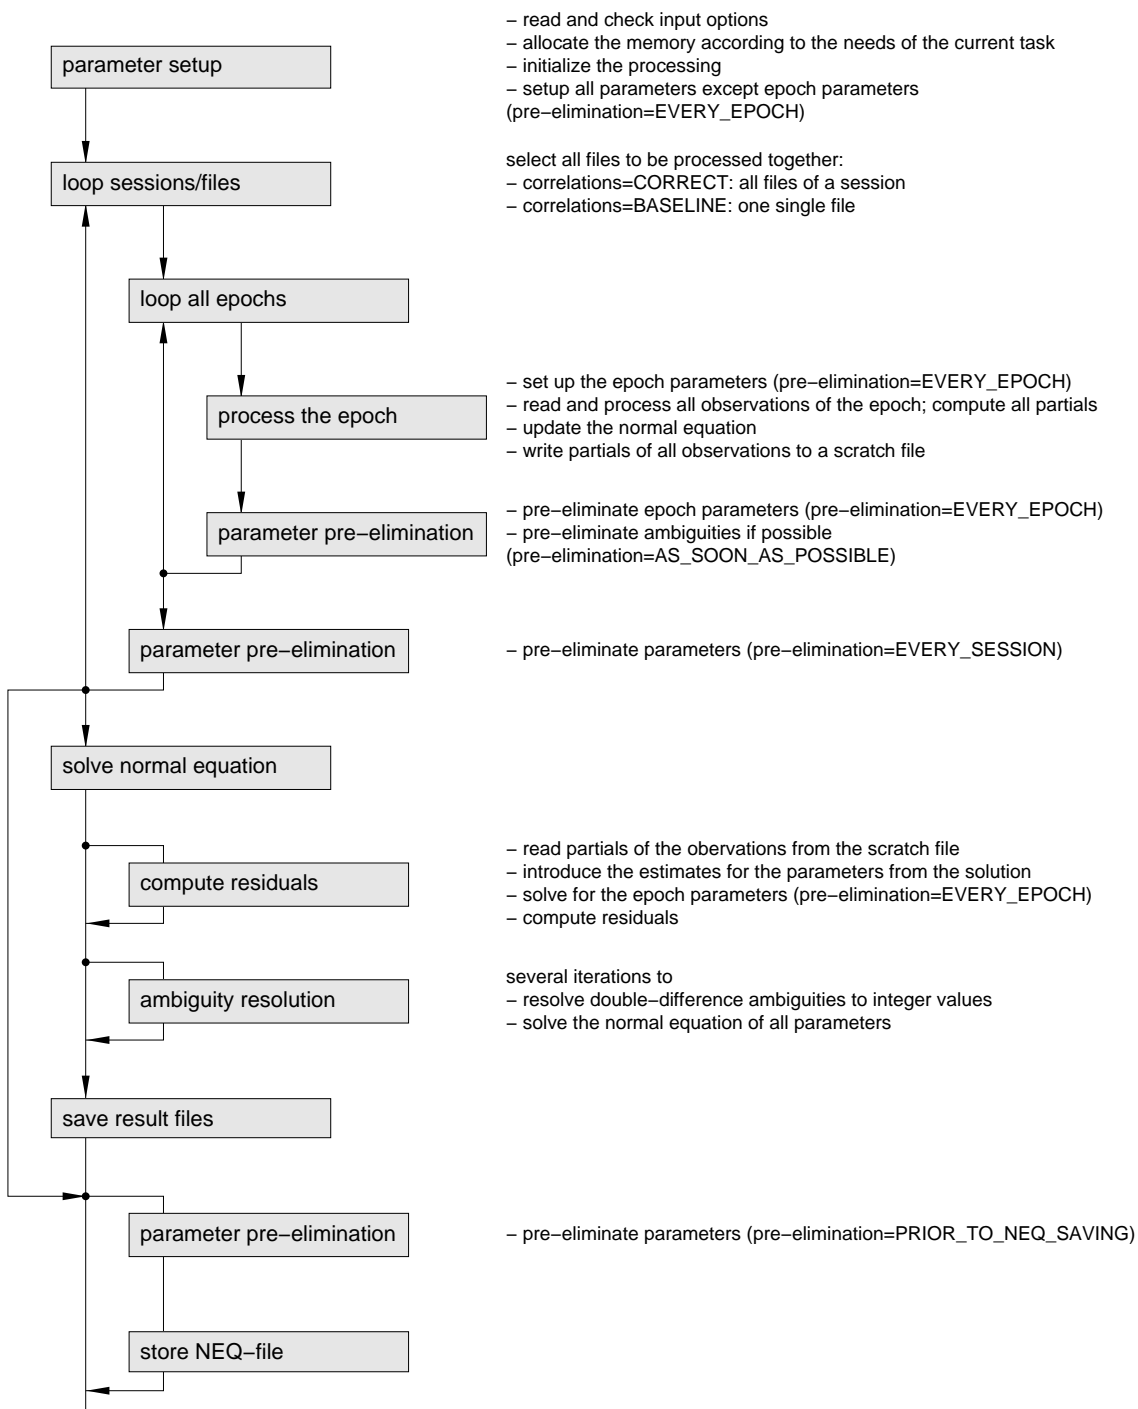 – read and check input options
– allocate the memory according to the needs of the current task
parameter setup
– initialize the processing
– setup all parameters except epoch parameters
(pre–elimination=EVERY_EPOCH)
select all files to be processed together:
loop sessions/files
– correlations=CORRECT: all files of a session
– correlations=BASELINE: one single file
loop all epochs
– set up the epoch parameters (pre–elimination=EVERY_EPOCH)
– read and process all observations of the epoch; compute all partials
process the epoch
– update the normal equation
– write partials of all observations to a scratch file
– pre–eliminate epoch parameters (pre–elimination=EVERY_EPOCH)
parameter pre–elimination
– pre–eliminate ambiguities if possible
(pre–elimination=AS_SOON_AS_POSSIBLE)
parameter pre–elimination
– pre–eliminate parameters (pre–elimination=EVERY_SESSION)
solve normal equation
– read partials of the obervations from the scratch file
– introduce the estimates for the parameters from the solution
compute residuals
– solve for the epoch parameters (pre–elimination=EVERY_EPOCH)
– compute residuals
several iterations to
ambiguity resolution
– resolve double–difference ambiguities to integer values
– solve the normal equation of all parameters
save result files
parameter pre–elimination
– pre–eliminate parameters (pre–elimination=PRIOR_TO_NEQ_SAVING)
store NEQ–file